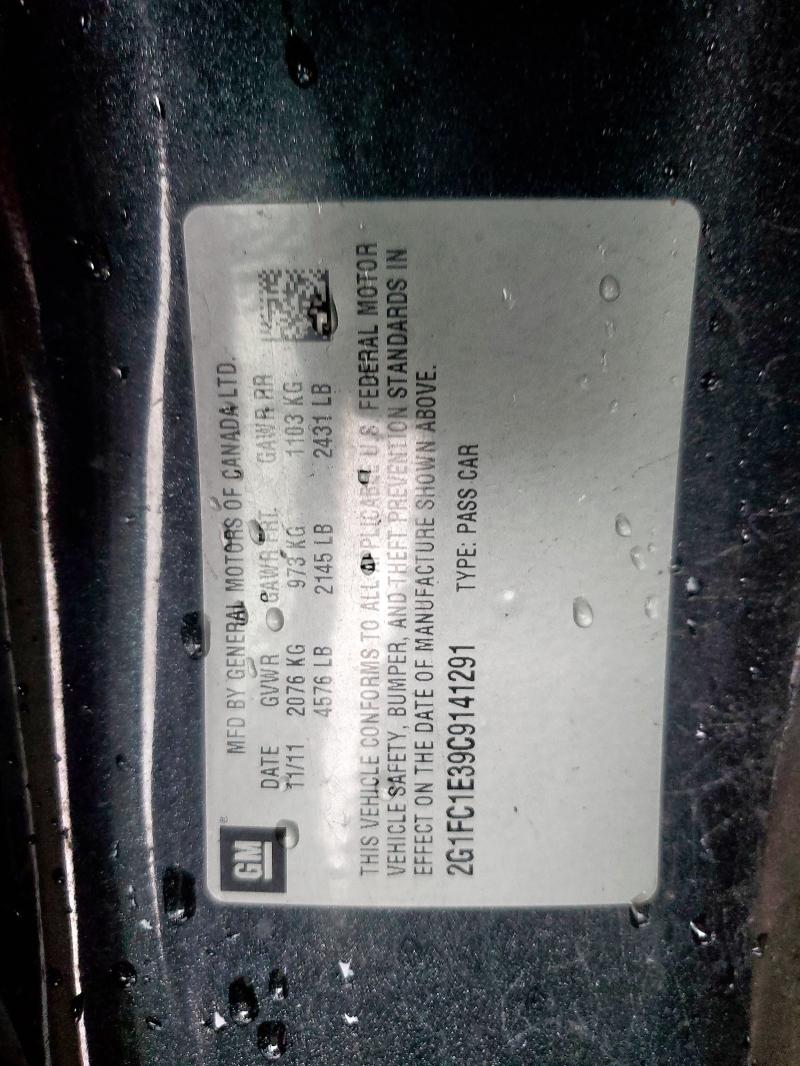 GM®
MFD BY GENERAL MOTORS OF CANADA LTD.
DATE GVWR GAWR FRT GAWR RR
11/11 2076 KG 973 KG 1103 KG
4576 LB 2145 LB 2431 LB
THIS VEHICLE CONFORMS TO ALL APPLICABLE U.S. FEDERAL MOTOR
VEHICLE SAFETY, BUMPER, AND THEFT PREVENTION STANDARDS IN
EFFECT ON THE DATE OF MANUFACTURE SHOWN ABOVE.
2G1FC1E39C9141291 TYPE: PASS CAR